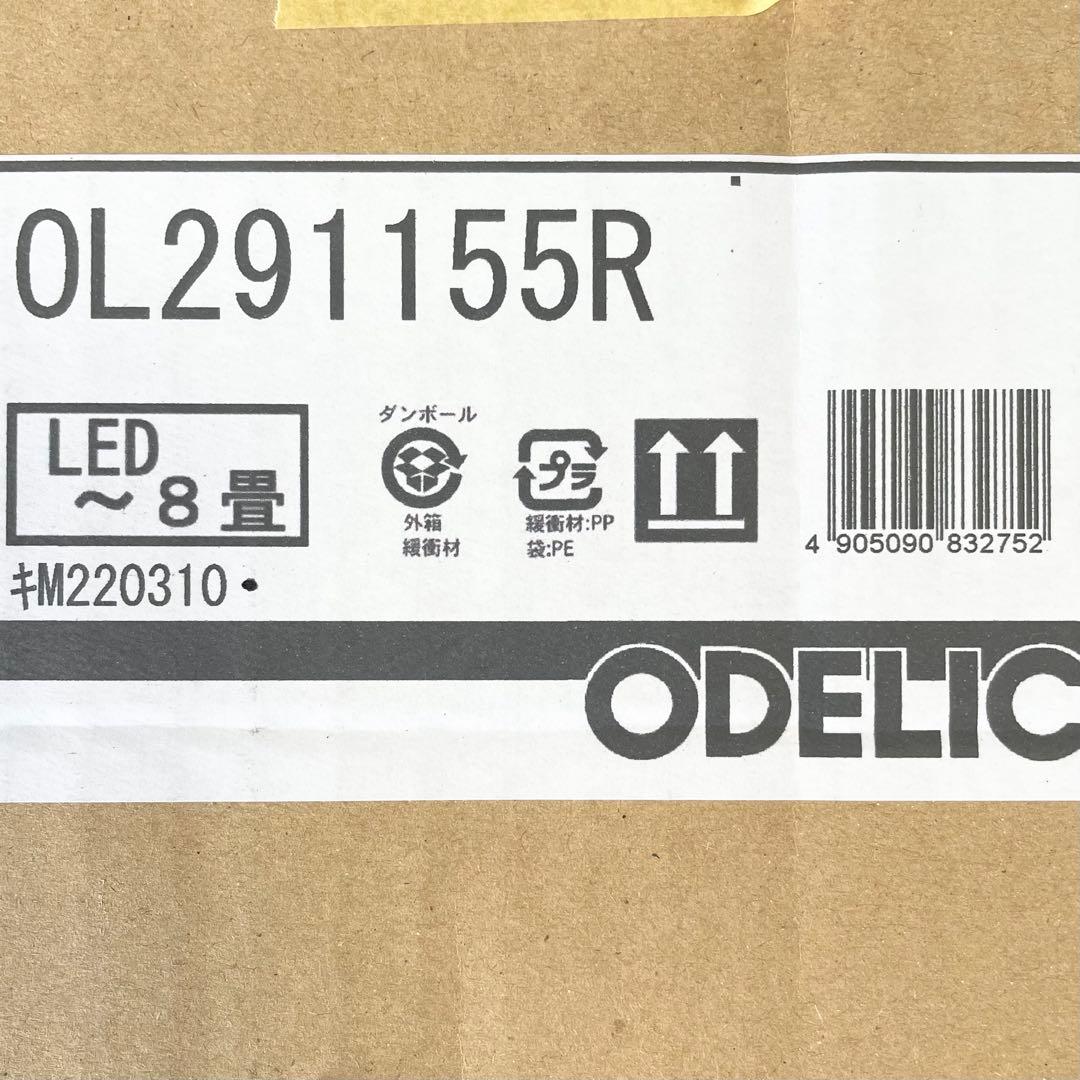 OL291155R
LED
～8畳
ダンボール
外箱
緩衝材
プラ
緩衝材:PP
袋:PE
4 905090 832752
ｷM220310・
ODELIC